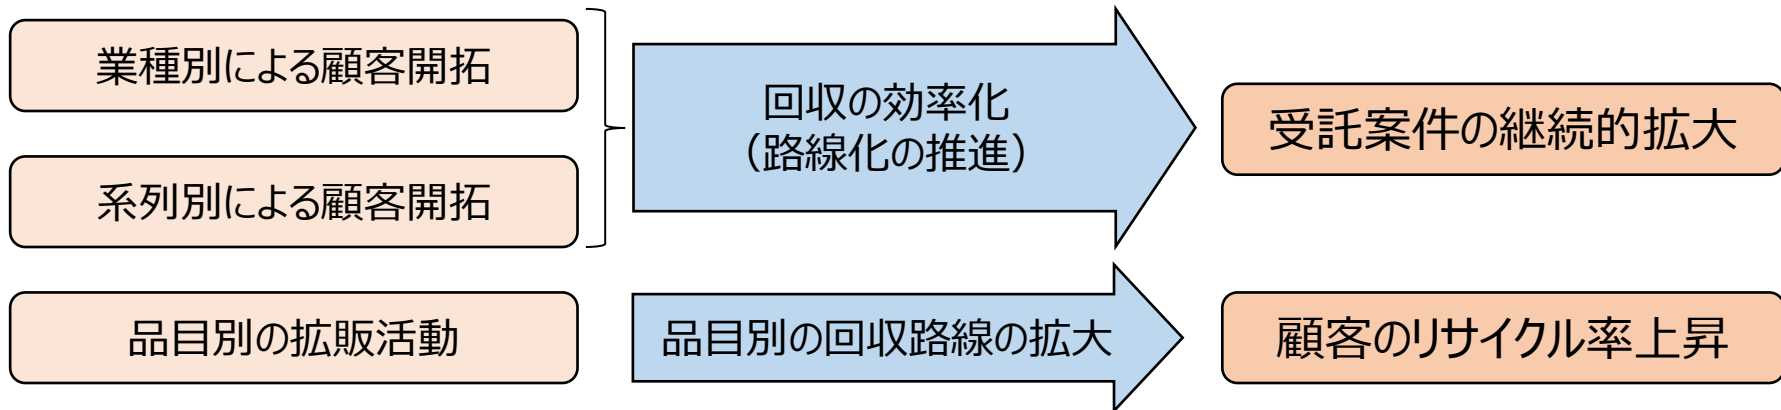 業種別による顧客開拓
系列別による顧客開拓
回収の効率化
（路線化の推進）
受託案件の継続的拡大
品目別の拡販活動
品目別の回収路線の拡大
顧客のリサイクル率上昇